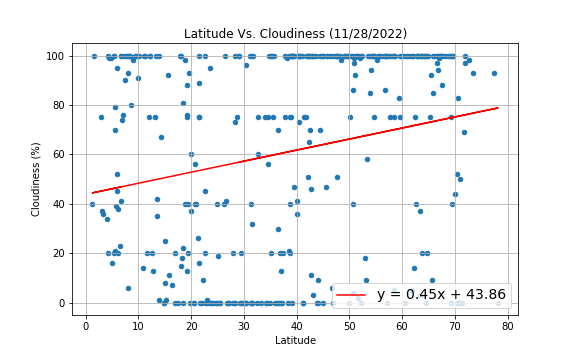 Latitude Vs. Cloudiness (11/28/2022)
Cloudiness (%)
100
80
60
40
20
0
y = 0.45x + 43.86
0 10 20 30 40 50 60 70 80
Latitude